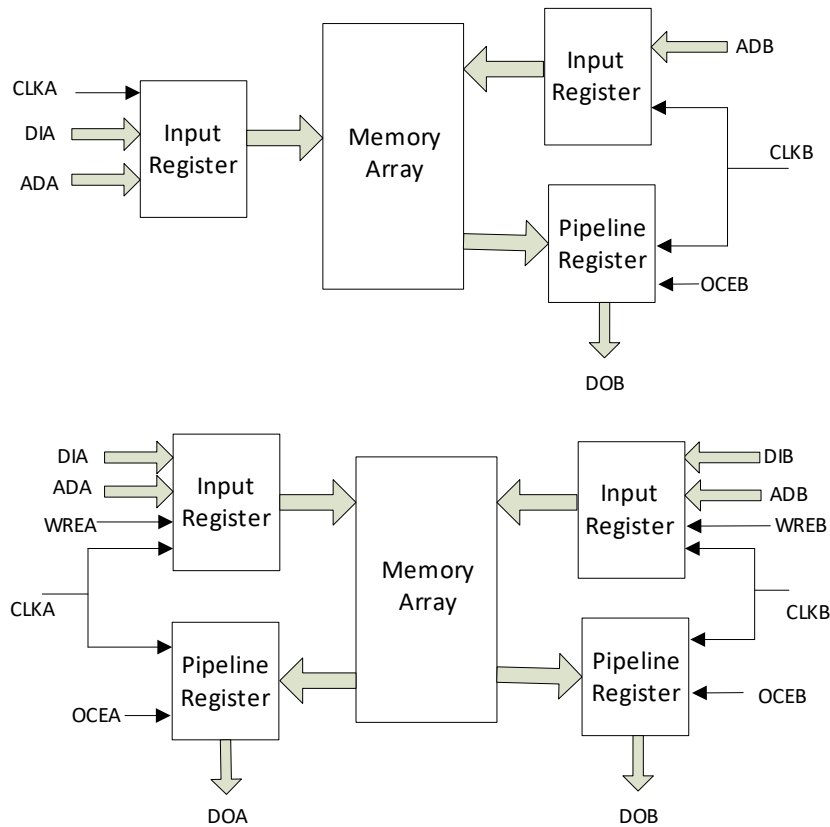 CLKA
DIA
ADA
Input
Register
Memory
Array
Input
Register
ADB
CLKB
Pipeline
Register
OCEB
DOB
DIA
ADA
WREA
CLKA
Input
Register
Pipeline
Register
OCEA
DOA
Memory
Array
Input
Register
DIB
ADB
WREB
CLKB
Pipeline
Register
OCEB
DOB